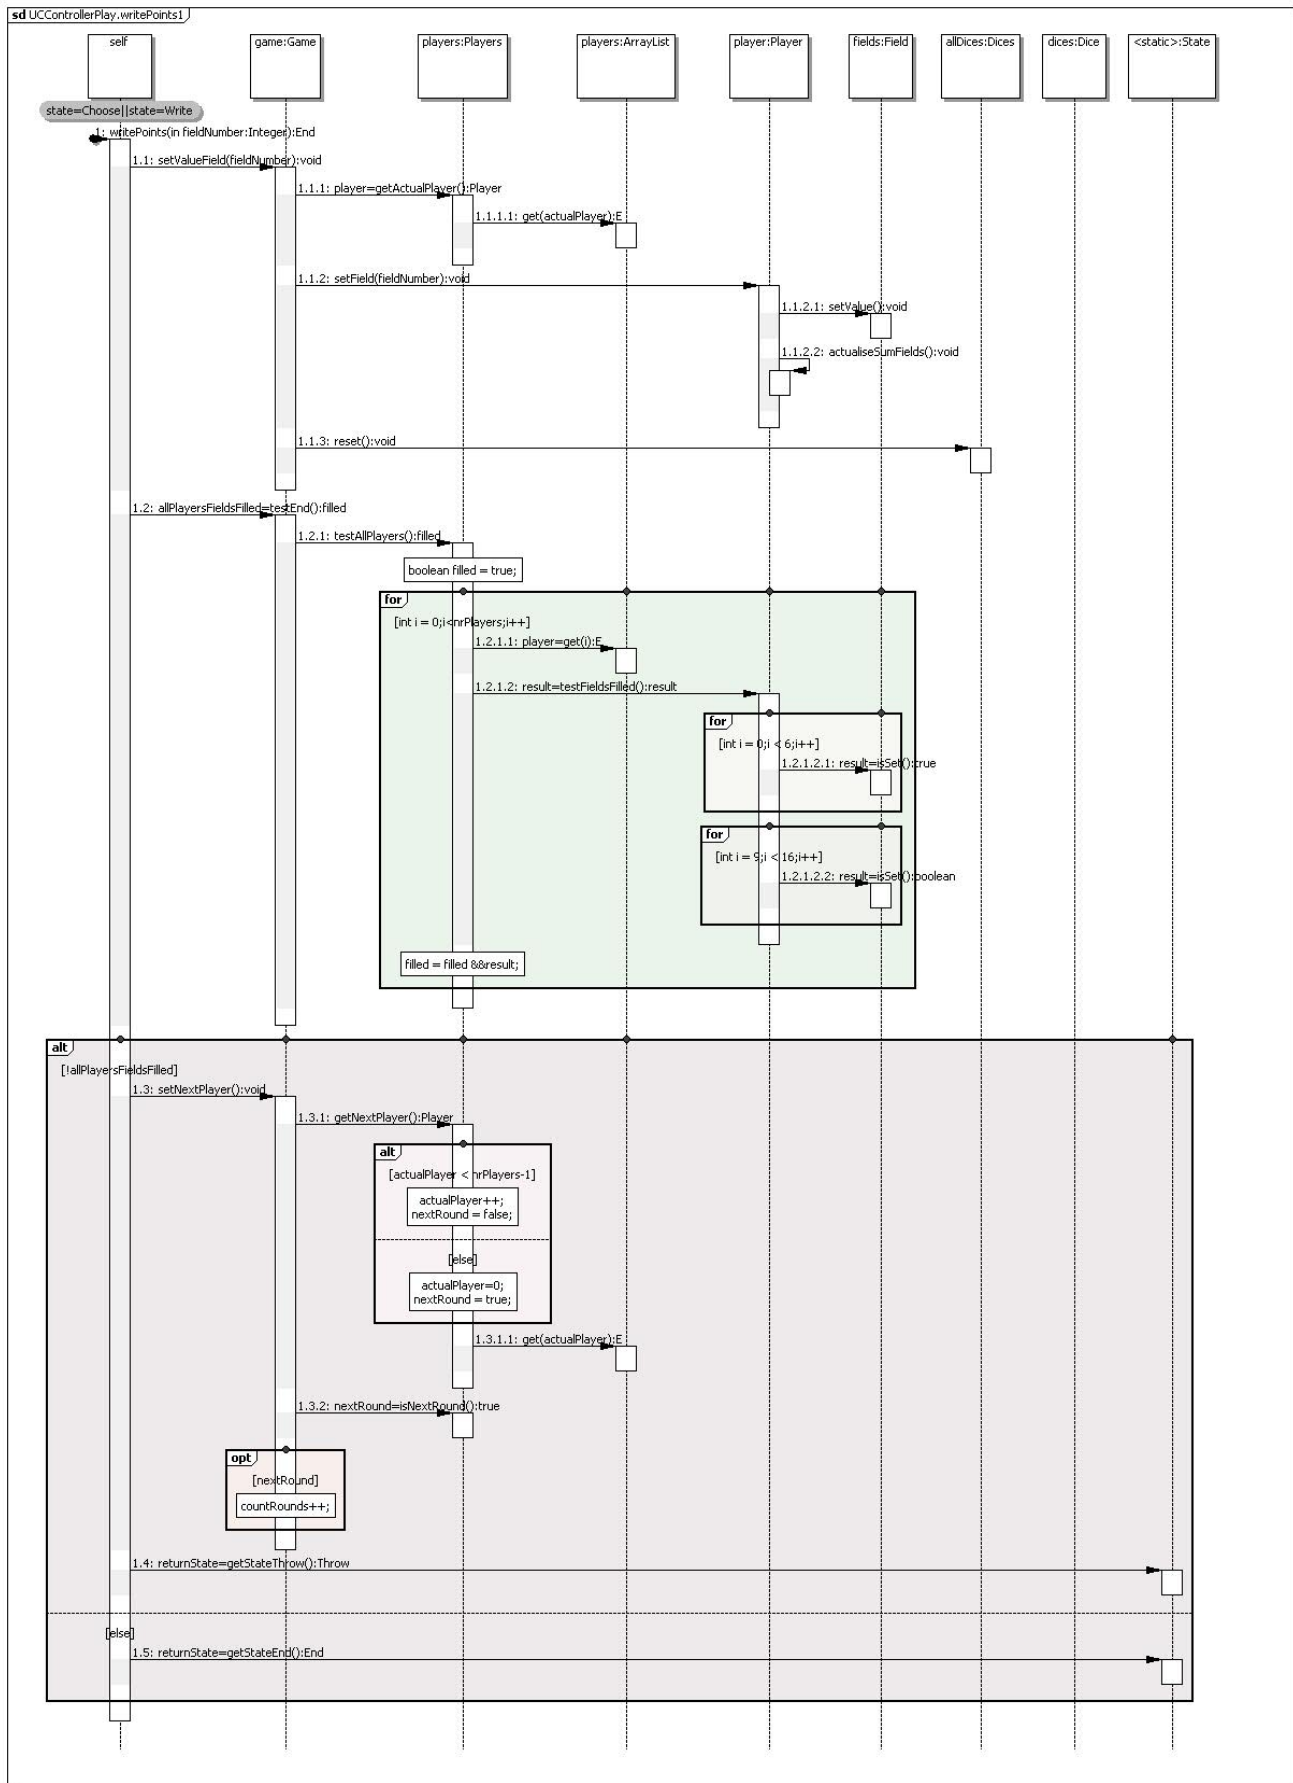 sd UCControllerPlay.writePoints1
self
game:Game
players:Players
players:ArrayList
player:Player
fields:Field
allDices:Dices
dices:Dice
<static>:State
state=Choose||state=Write
1: writePoints(in fieldNumber:Integer):End
1.1: setValueField(fieldNumber):void
1.1.1: player=getActualPlayer():Player
1.1.1.1: get(actualPlayer):E
1.1.2: setField(fieldNumber):void
1.1.2.1: setValue():void
1.1.2.2: actualiseSumFields():void
1.1.3: reset():void
1.2: allPlayersFieldsFilled=testEnd():filled
1.2.1: testAllPlayers():filled
boolean filled = true;
for
[int i = 0;i<nrPlayers;i++]
1.2.1.1: player=get(i):E
1.2.1.2: result=testFieldsFilled():result
for
[int i = 0;i < 6;i++]
1.2.1.2.1: result=isSet():true
for
[int i = 9;i < 16;i++]
1.2.1.2.2: result=isSet():boolean
filled = filled &&result;
alt
[!allPlayersFieldsFilled]
1.3: setNextPlayer():void
1.3.1: getNextPlayer():Player
alt
[actualPlayer < nrPlayers-1]
actualPlayer++;
nextRound = false;
[else]
actualPlayer=0;
nextRound = true;
1.3.1.1: get(actualPlayer):E
1.3.2: nextRound=isNextRound():true
opt
[nextRound]
countRounds++;
1.4: returnState=getStateThrow():Throw
[else]
1.5: returnState=getStateEnd():End